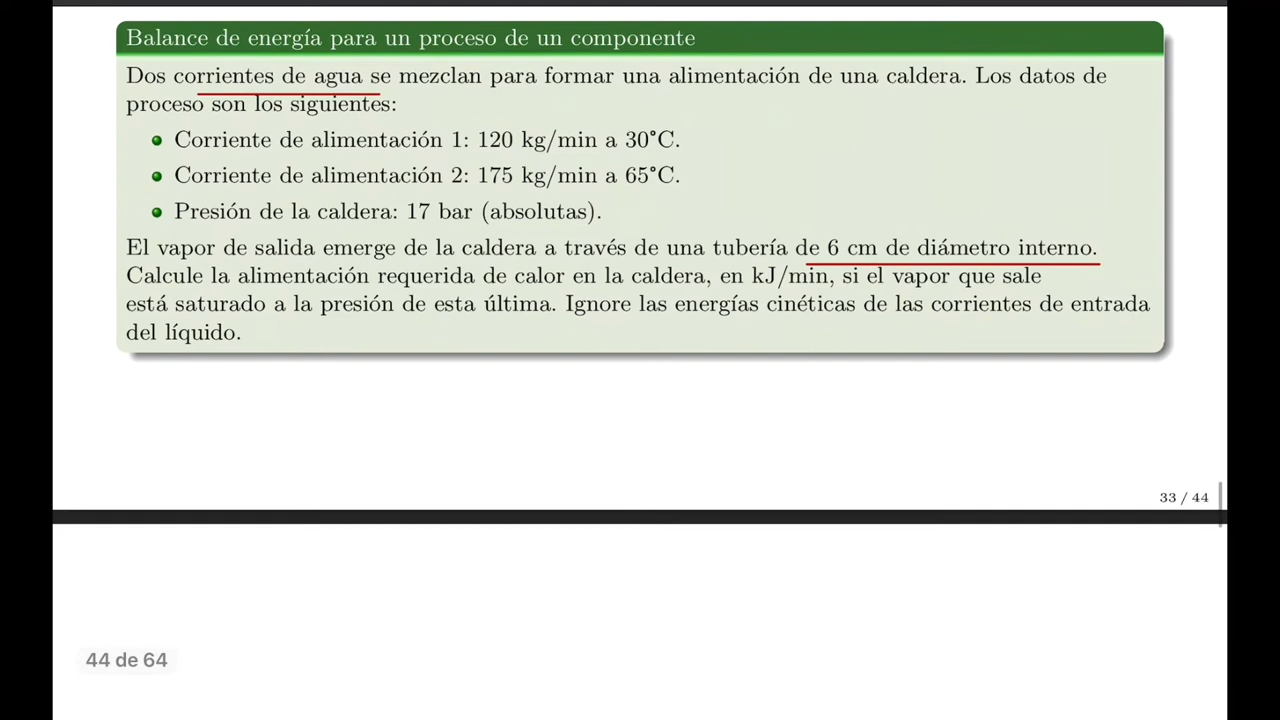 Balance de energía para un proceso de un componente
Dos corrientes de agua se mezclan para formar una alimentación de una caldera. Los datos de
proceso son los siguientes:
Corriente de alimentación 1: 120 kg/min a 30°C.
Corriente de alimentación 2: 175 kg/min a 65°C.
Presión de la caldera: 17 bar (absolutas).
El vapor de salida emerge de la caldera a través de una tubería de 6 cm de diámetro interno.
Calcule la alimentación requerida de calor en la caldera, en kJ/min, si el vapor que sale
está saturado a la presión de esta última. Ignore las energías cinéticas de las corrientes de entrada
del líquido.
33 / 44
44 de 64